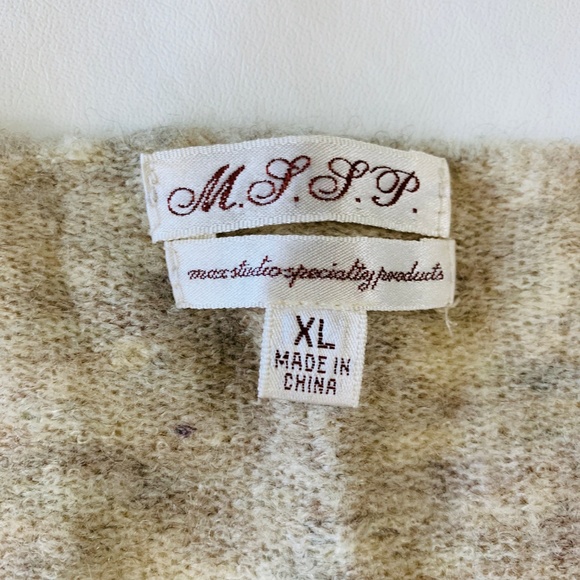 M.S.S.P.
max studio specialty products
XL
MADE IN
CHINA